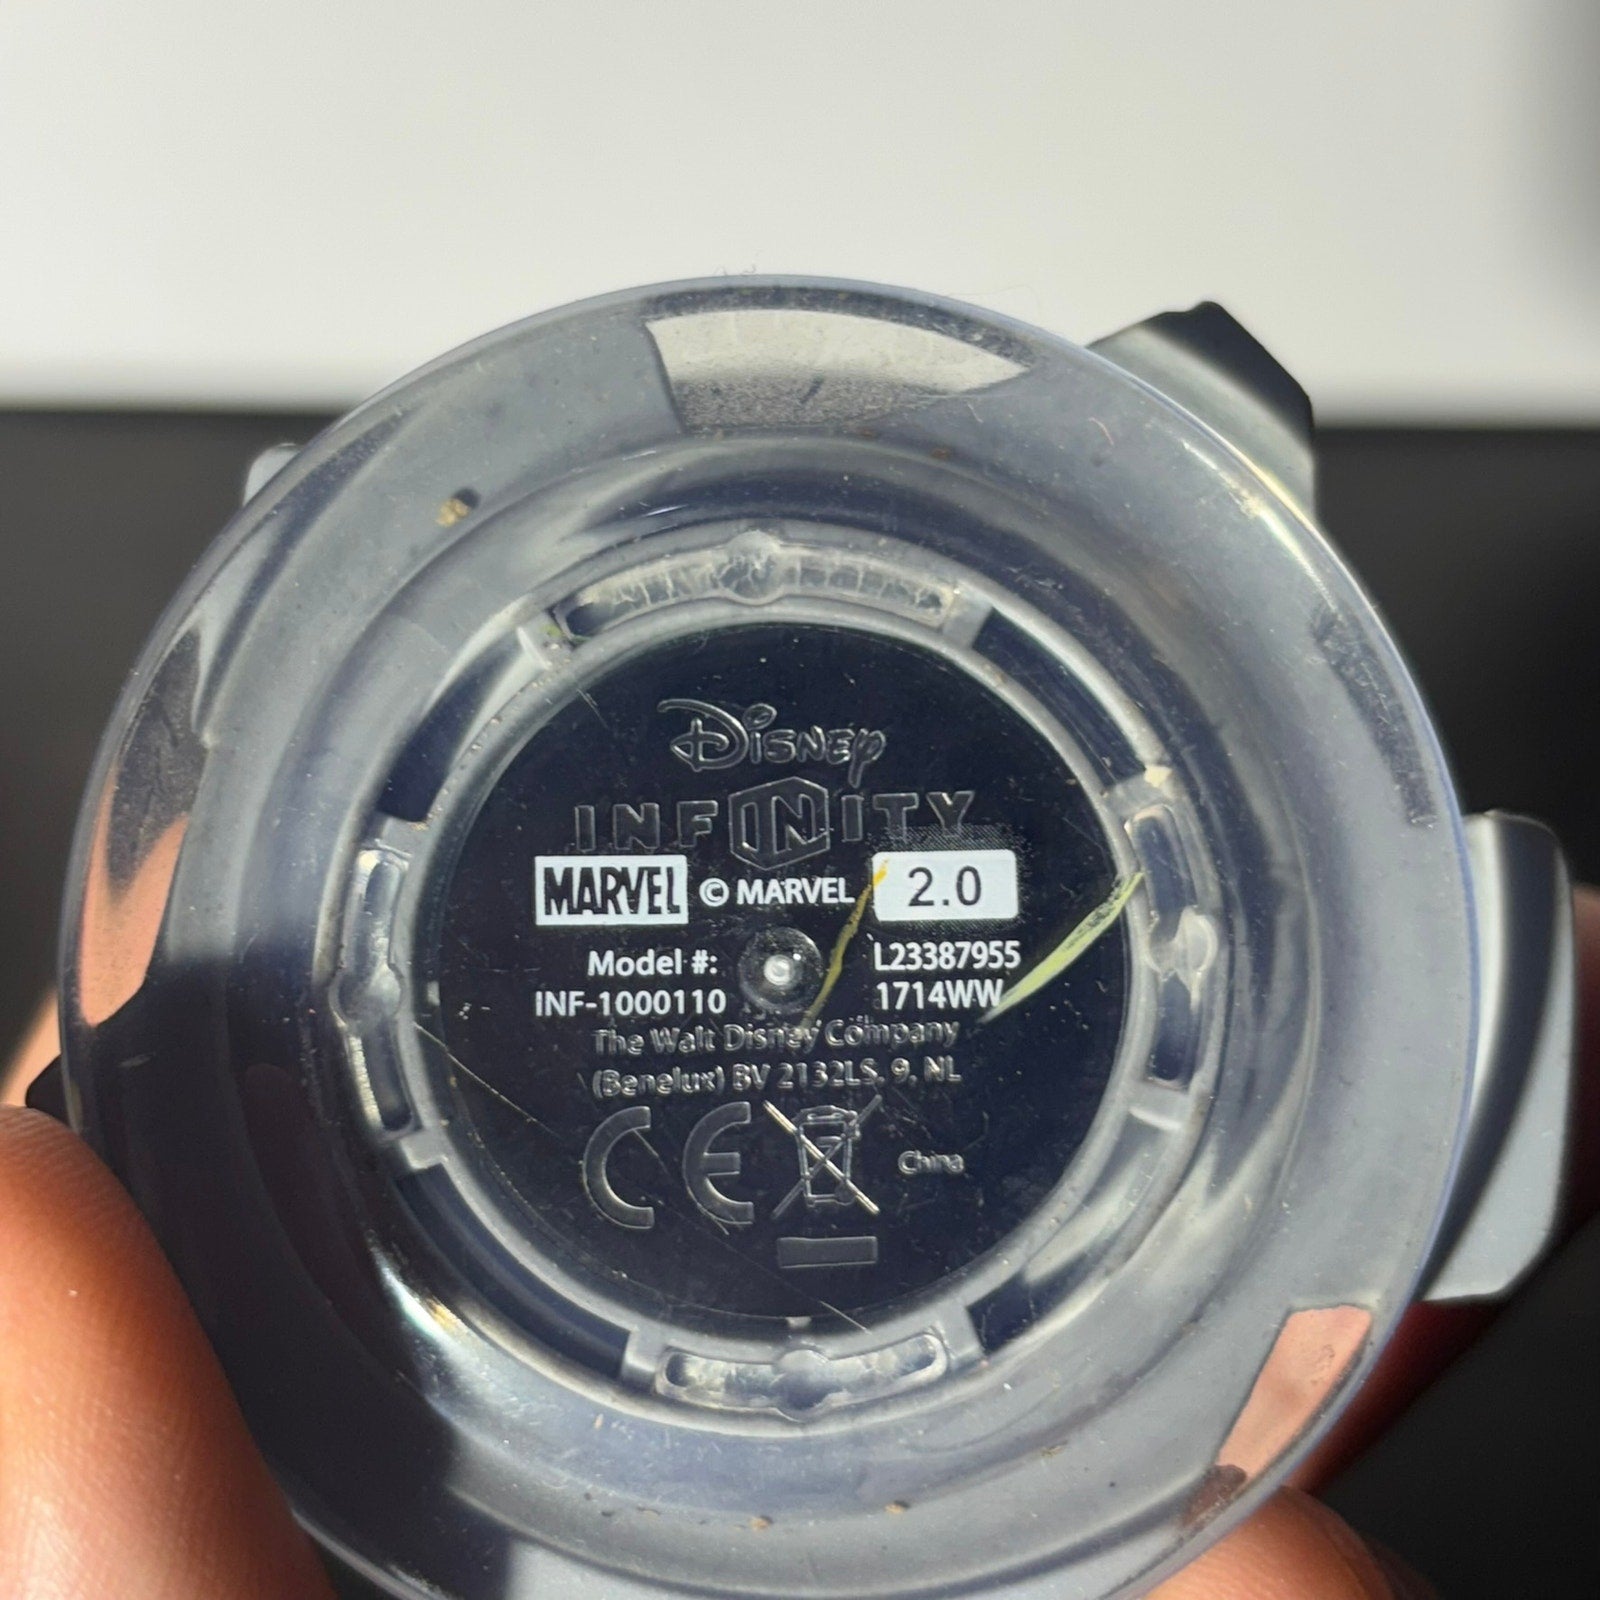 Disney
INFINITY
MARVEL © MARVEL 2.0
Model #: L23387955
INF-1000110 1714WW
The Walt Disney Company
(Benelux) BV 2132LS, 9, NL
CE
China